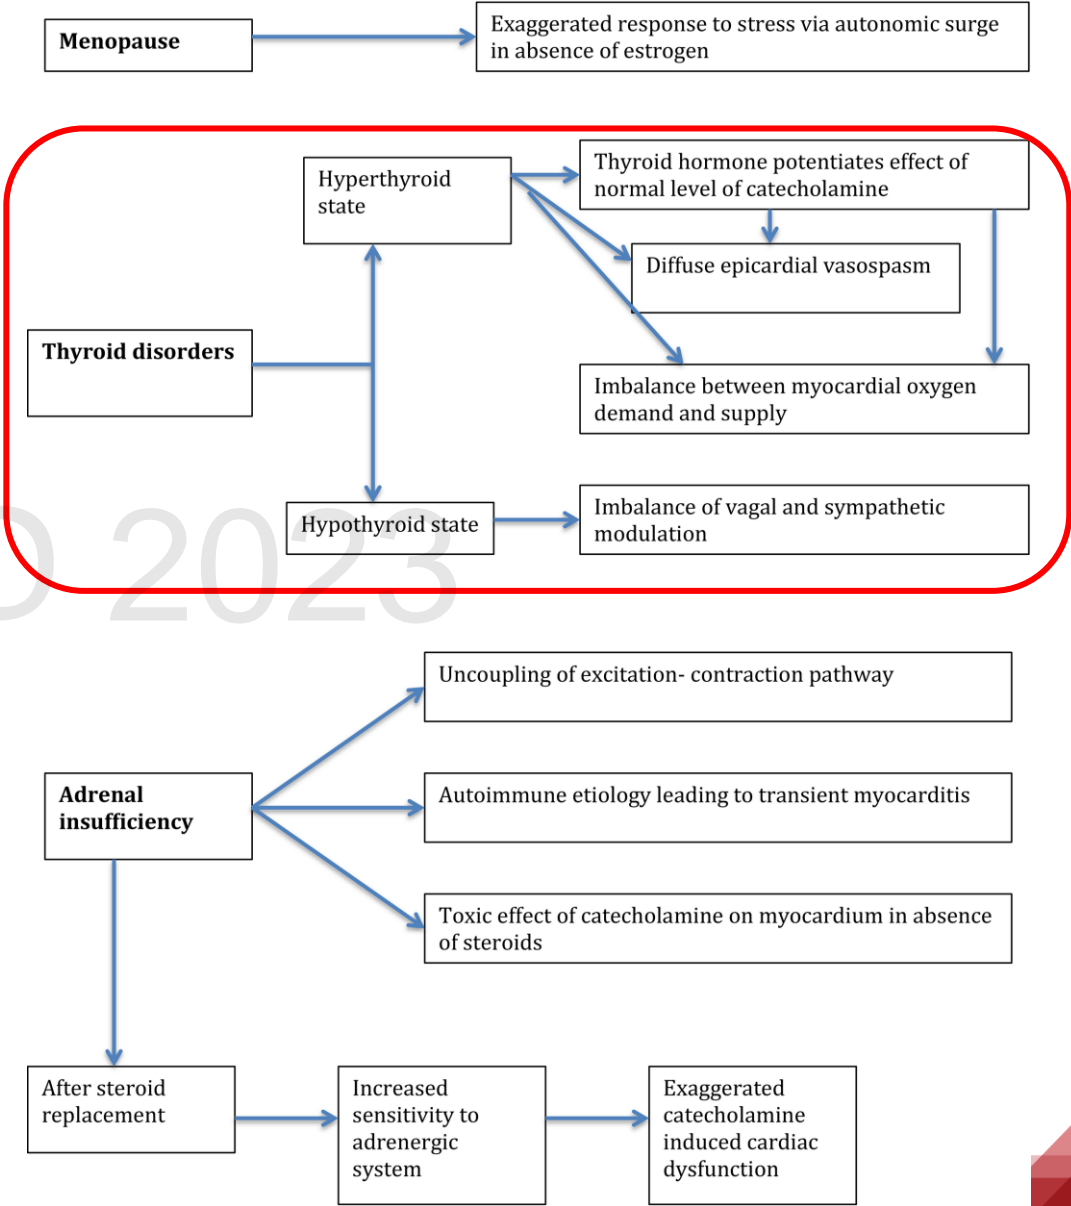 Menopause
Exaggerated response to stress via autonomic surge
in absence of estrogen
Hyperthyroid
state
Thyroid hormone potentiates effect of
normal level of catecholamine
Diffuse epicardial vasospasm
Thyroid disorders
Imbalance between myocardial oxygen
demand and supply
Hypothyroid state
Imbalance of vagal and sympathetic
modulation
D 2023
Uncoupling of excitation- contraction pathway
Adrenal
insufficiency
Autoimmune etiology leading to transient myocarditis
Toxic effect of catecholamine on myocardium in absence
of steroids
After steroid
replacement
Increased
sensitivity to
adrenergic
system
Exaggerated
catecholamine
induced cardiac
dysfunction